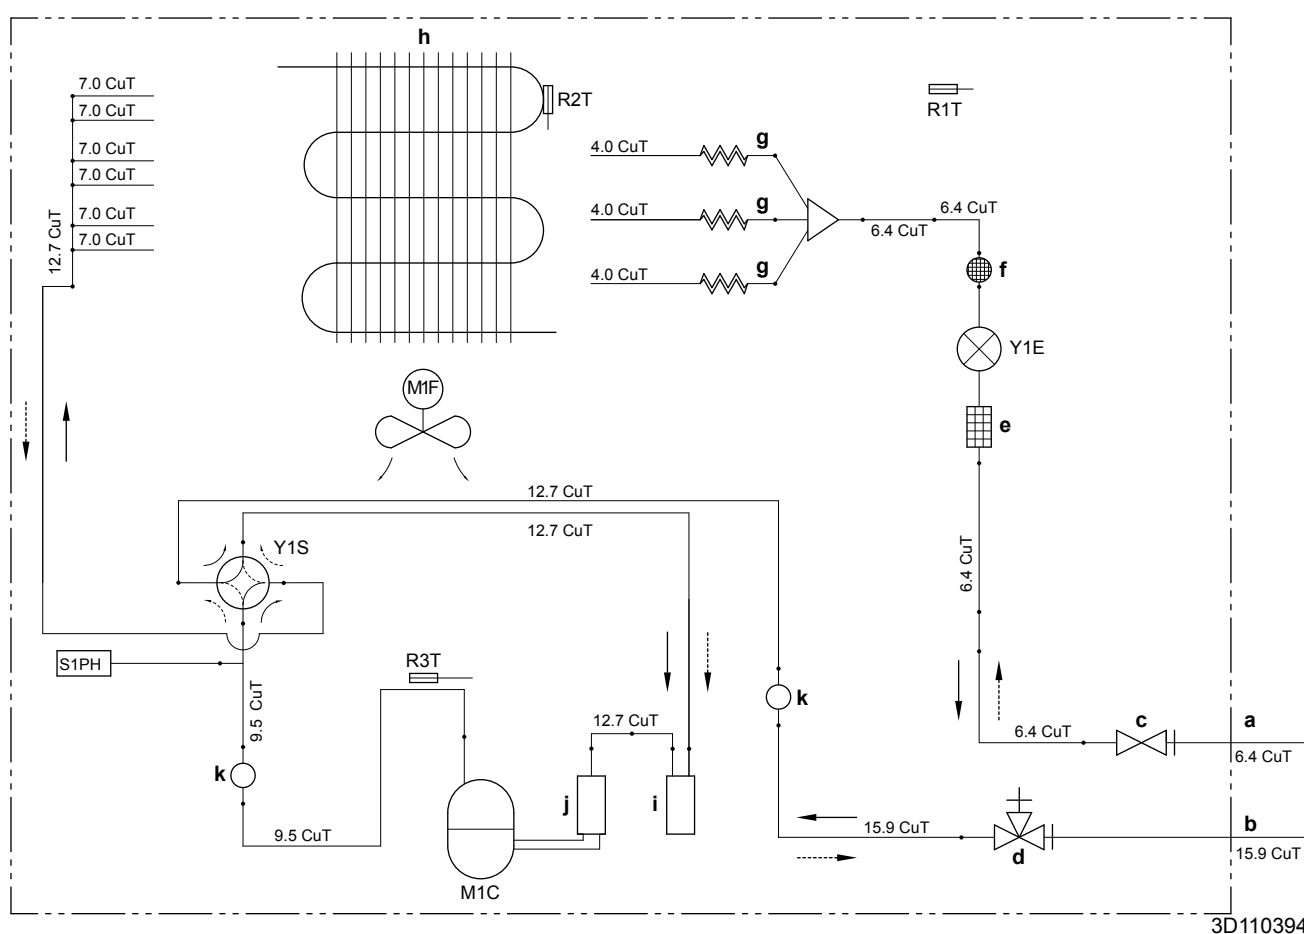 h
7.0 CuT
7.0 CuT
R2T
R1T
7.0 CuT
4.0 CuT
g
7.0 CuT
7.0 CuT
4.0 CuT
g
6.4 CuT
6.4 CuT
7.0 CuT
12.7 CuT
4.0 CuT
g
f
Y1E
M1F
e
12.7 CuT
12.7 CuT
Y1S
6.4 CuT
S1PH
R3T
9.5 CuT
k
12.7 CuT
6.4 CuT
c
a
6.4 CuT
k
j
i
9.5 CuT
15.9 CuT
b
d
15.9 CuT
M1C
3D110394